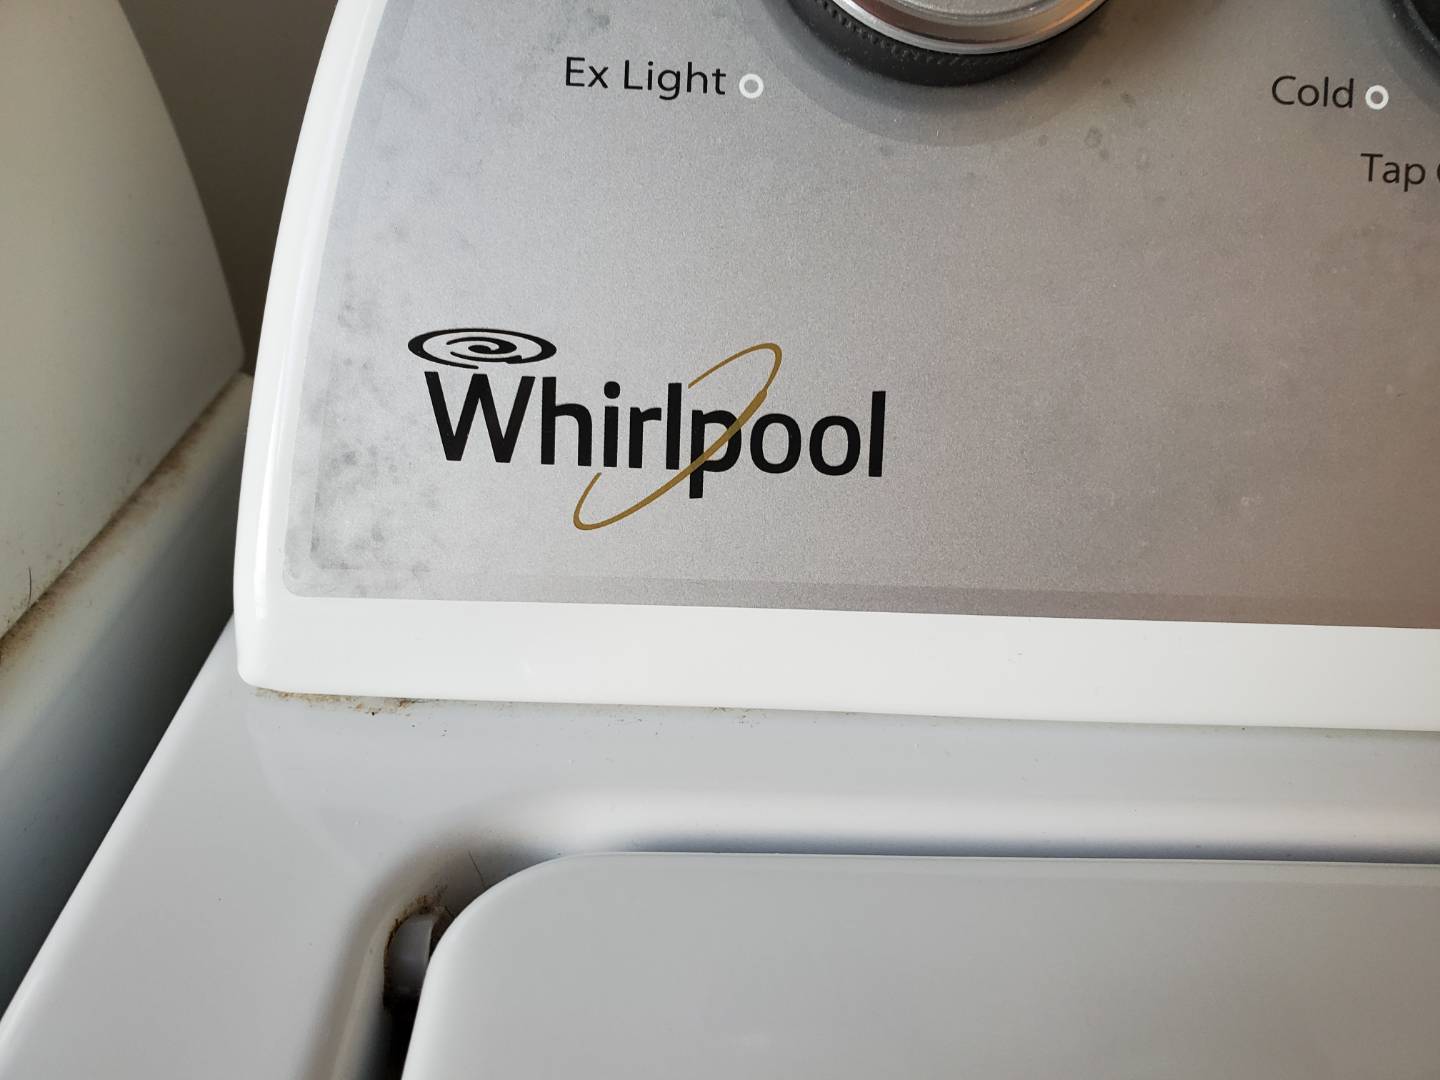 Ex Light
Cold
Tap
Whirlpool